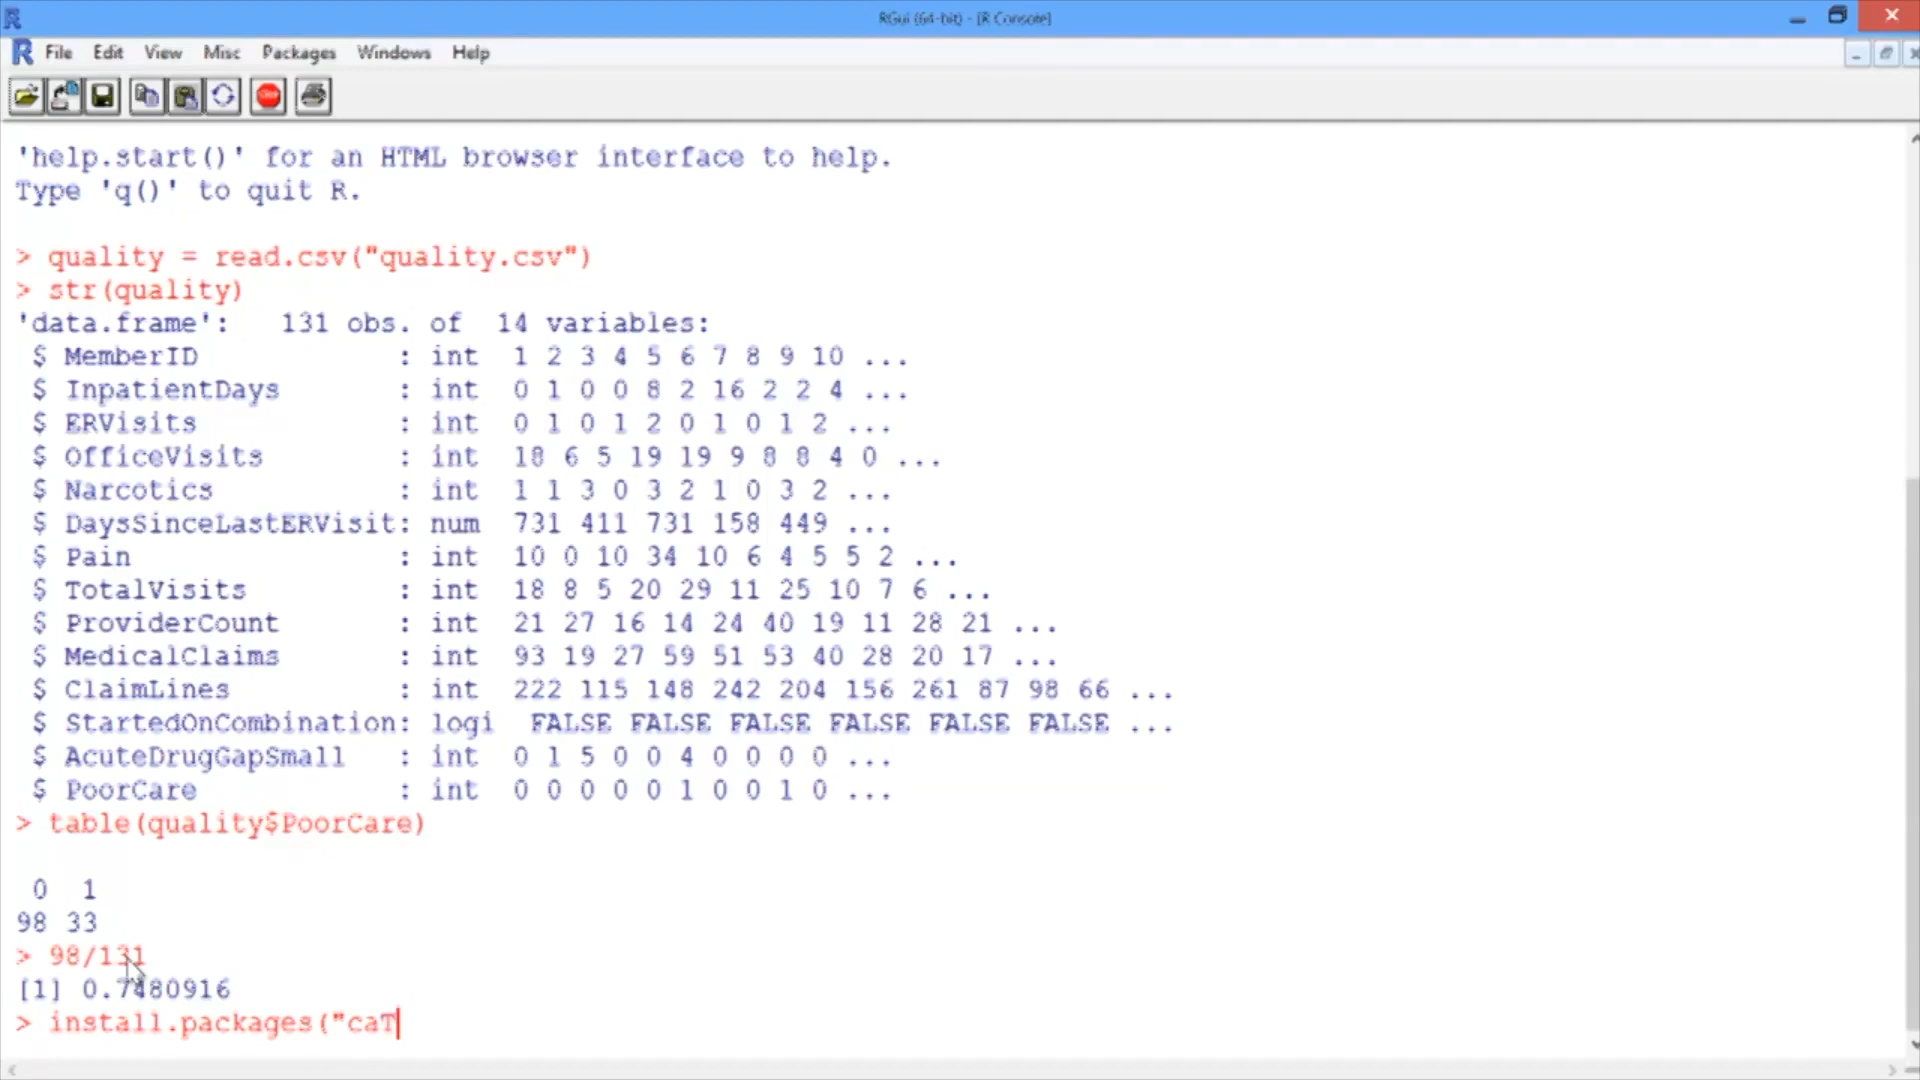 RGui (64-bit) - [R Console]
File Edit View Misc Packages Windows Help
'help.start()' for an HTML browser interface to help.
Type 'q()' to quit R.
> quality = read.csv("quality.csv")
> str(quality)
'data.frame':   131 obs. of  14 variables:
 $ MemberID            : int  1 2 3 4 5 6 7 8 9 10 ...
 $ InpatientDays       : int  0 1 0 0 8 2 16 2 2 4 ...
 $ ERVisits            : int  0 1 0 1 2 0 1 0 1 2 ...
 $ OfficeVisits        : int  18 6 5 19 19 9 8 8 4 0 ...
 $ Narcotics           : int  1 1 3 0 3 2 1 0 3 2 ...
 $ DaysSinceLastERVisit: num  731 411 731 158 449 ...
 $ Pain                : int  10 0 10 34 10 6 4 5 5 2 ...
 $ TotalVisits         : int  18 8 5 20 29 11 25 10 7 6 ...
 $ ProviderCount       : int  21 27 16 14 24 40 19 11 28 21 ...
 $ MedicalClaims       : int  93 19 27 59 51 53 40 28 20 17 ...
 $ ClaimLines          : int  222 115 148 242 204 156 261 87 98 66 ...
 $ StartedOnCombination: logi  FALSE FALSE FALSE FALSE FALSE FALSE ...
 $ AcuteDrugGapSmall   : int  0 1 5 0 0 4 0 0 0 0 ...
 $ PoorCare            : int  0 0 0 0 0 1 0 0 1 0 ...
> table(quality$PoorCare)
 0  1
98 33
> 98/131
[1] 0.7480916
> install.packages("caT